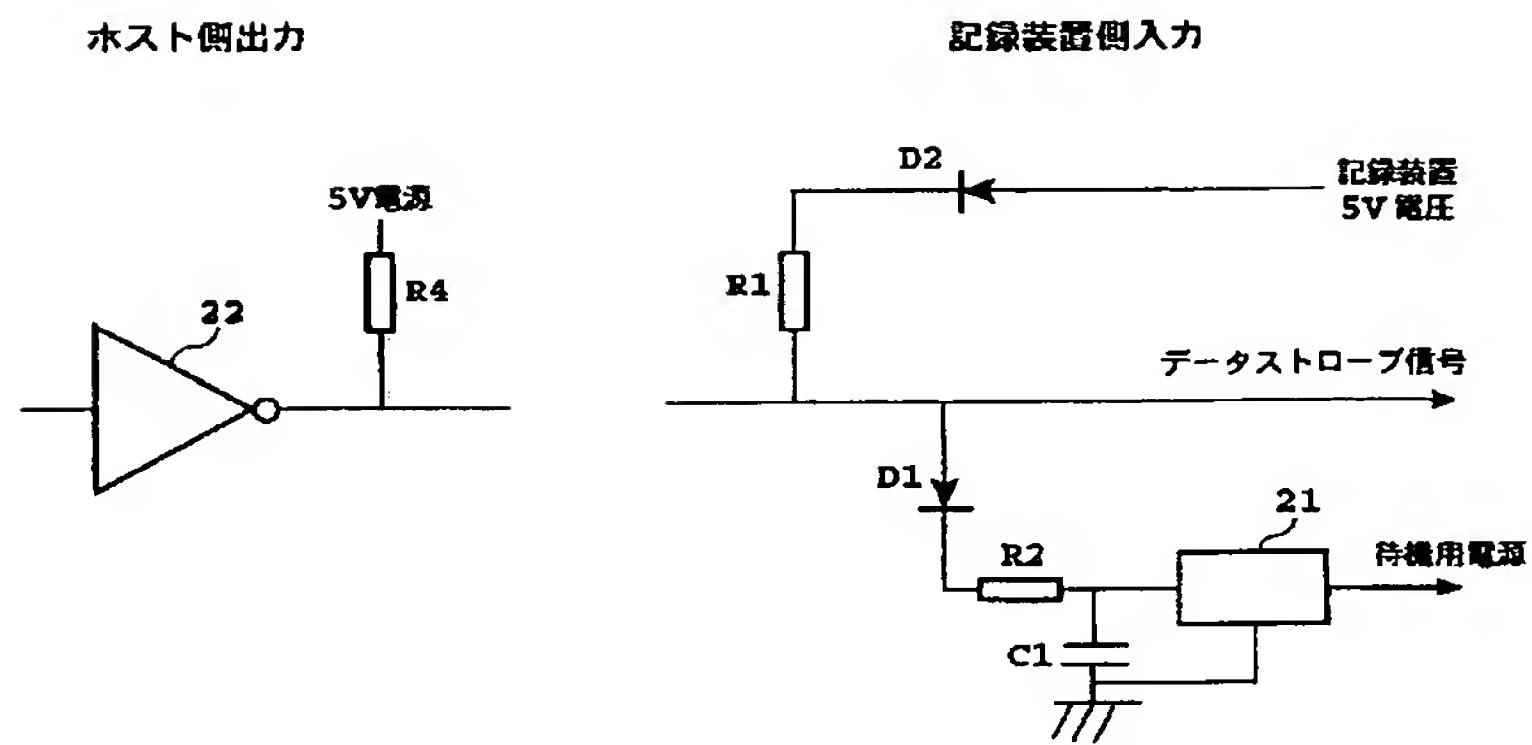 ホスト側出力
記録装置側入力
D2
記録装置
5V電圧
5V電源
R1
R4
22
データストローブ信号
D1
21
R2
待機用電源
C1